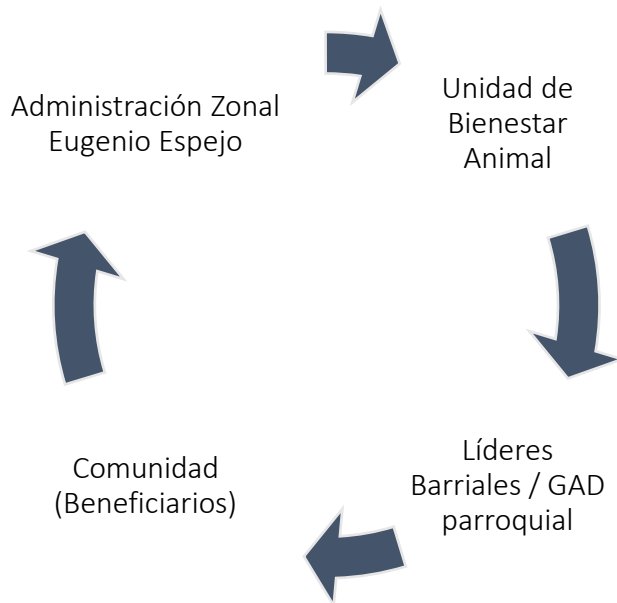 Administración Zonal
Eugenio Espejo
Unidad de
Bienestar
Animal
Líderes
Barriales / GAD
parroquial
Comunidad
(Beneficiarios)